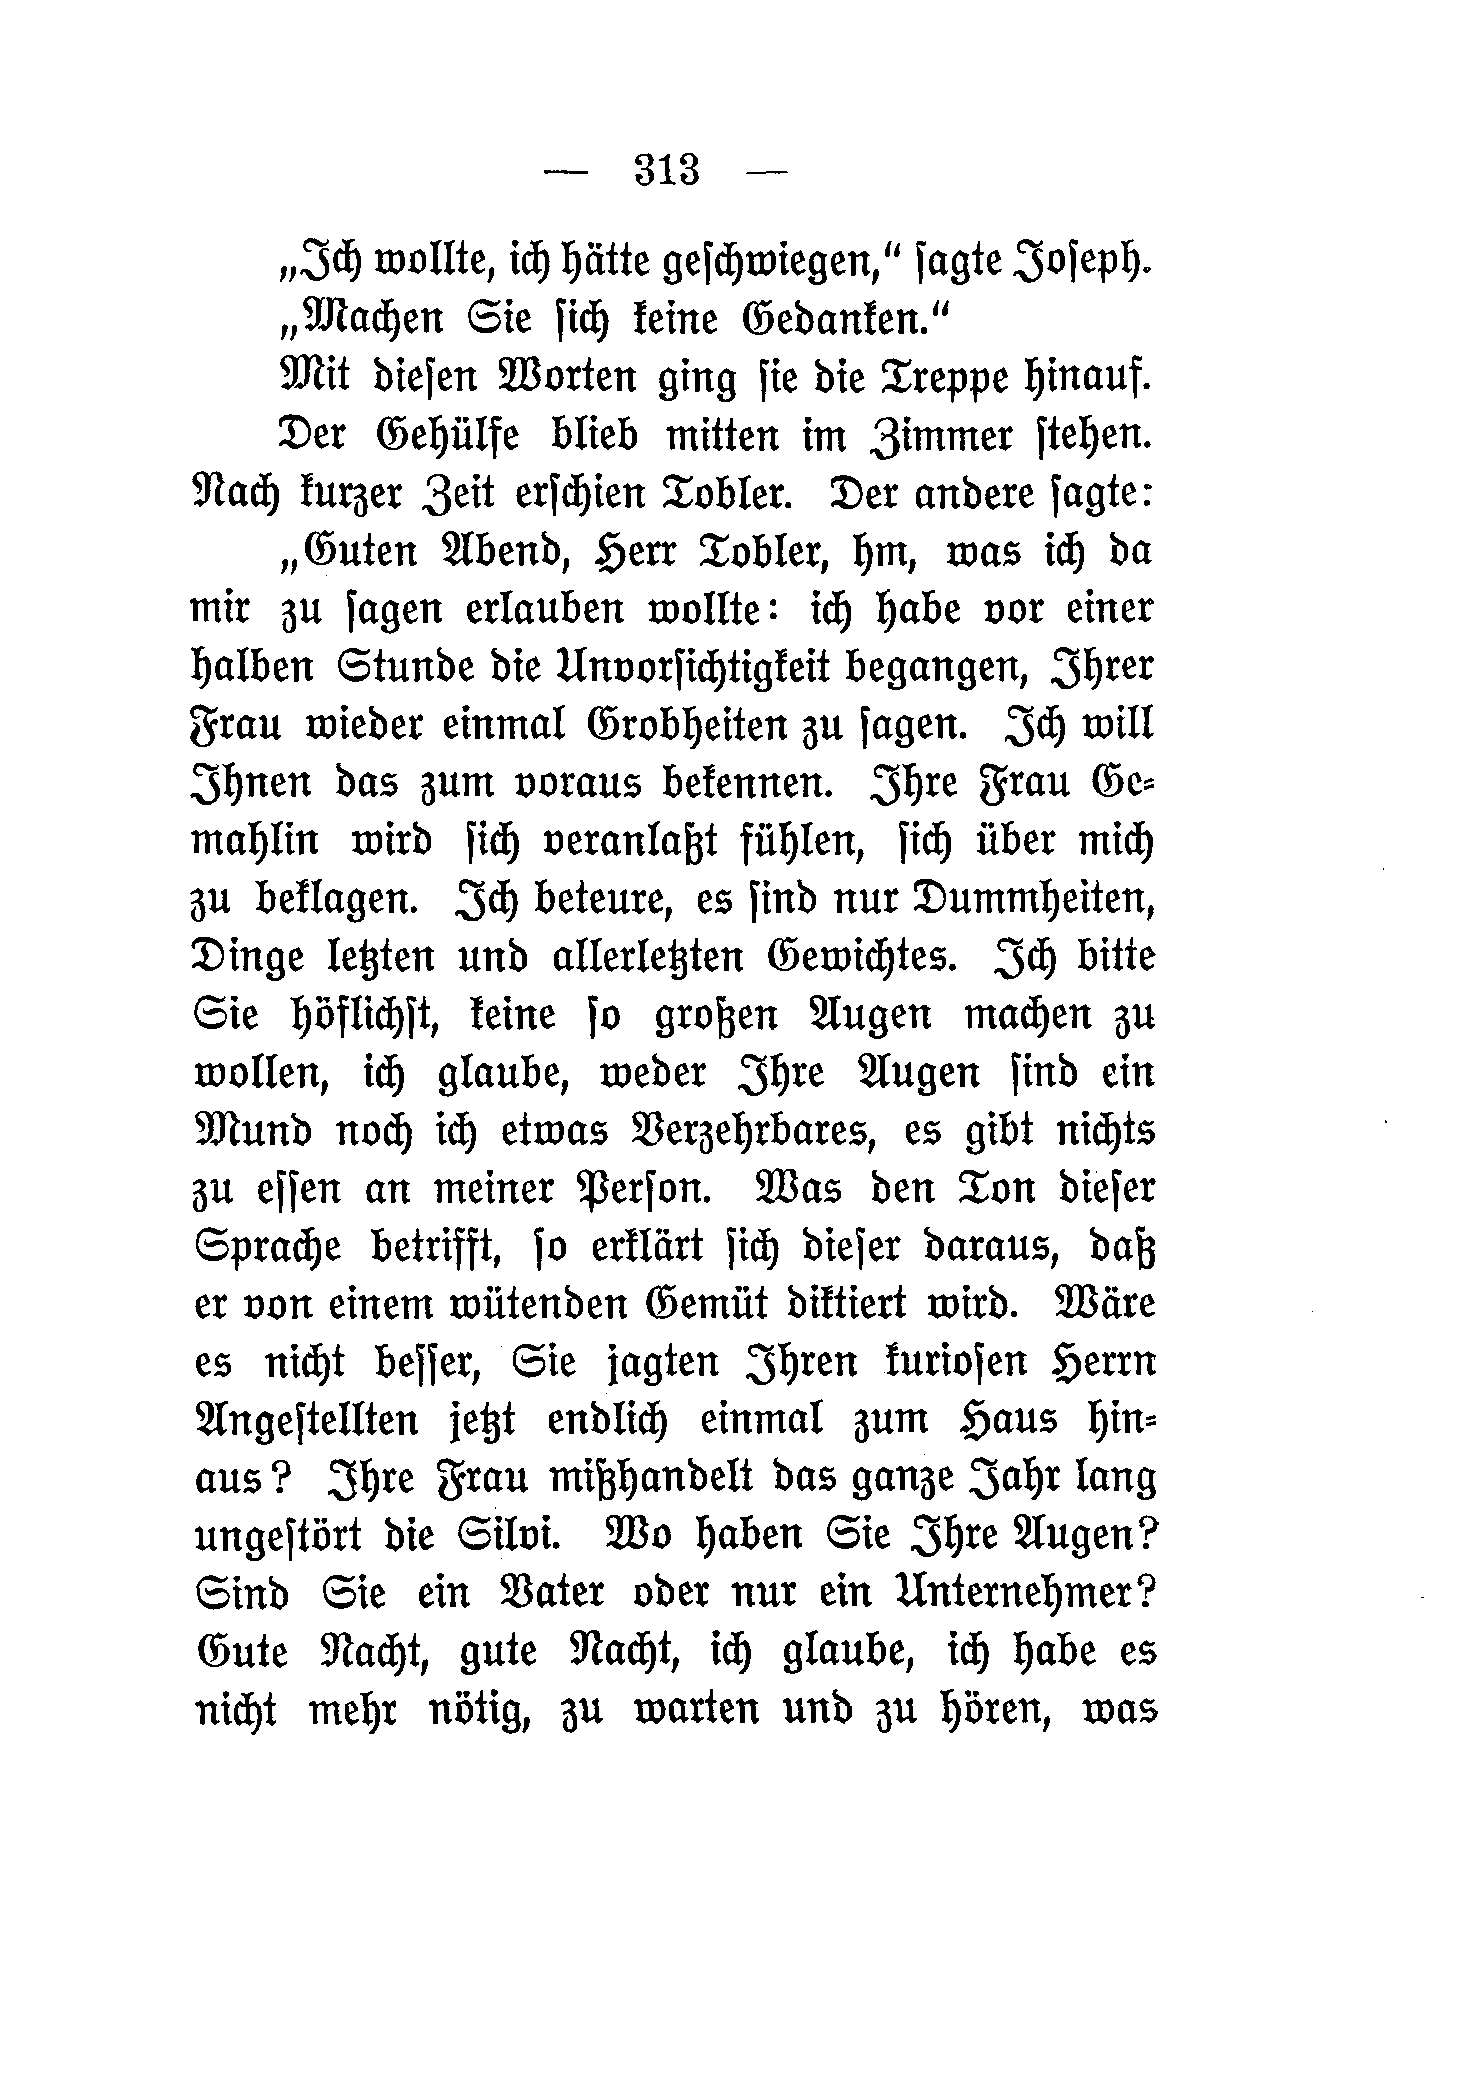 — 313 —
„Ich wollte, ich hätte geschwiegen,“ sagte Joseph.
„Machen Sie sich keine Gedanken.“
Mit diesen Worten ging sie die Treppe hinauf.
Der Gehülfe blieb mitten im Zimmer stehen.
Nach kurzer Zeit erschien Tobler. Der andere sagte:
„Guten Abend, Herr Tobler, hm, was ich da
mir zu sagen erlauben wollte: ich habe vor einer
halben Stunde die Unvorsichtigkeit begangen, Ihrer
Frau wieder einmal Grobheiten zu sagen. Ich will
Ihnen das zum voraus bekennen. Ihre Frau Ge-
mahlin wird sich veranlaßt fühlen, sich über mich
zu beklagen. Ich beteure, es sind nur Dummheiten,
Dinge letzten und allerletzten Gewichtes. Ich bitte
Sie höflichst, keine so großen Augen machen zu
wollen, ich glaube, weder Ihre Augen sind ein
Mund noch ich etwas Verzehrbares, es gibt nichts
zu essen an meiner Person. Was den Ton dieser
Sprache betrifft, so erklärt sich dieser daraus, daß
er von einem wütenden Gemüt diktiert wird. Wäre
es nicht besser, Sie jagten Ihren kuriosen Herrn
Angestellten jetzt endlich einmal zum Haus hin-
aus? Ihre Frau mißhandelt das ganze Jahr lang
ungestört die Silvi. Wo haben Sie Ihre Augen?
Sind Sie ein Vater oder nur ein Unternehmer?
Gute Nacht, gute Nacht, ich glaube, ich habe es
nicht mehr nötig, zu warten und zu hören, was